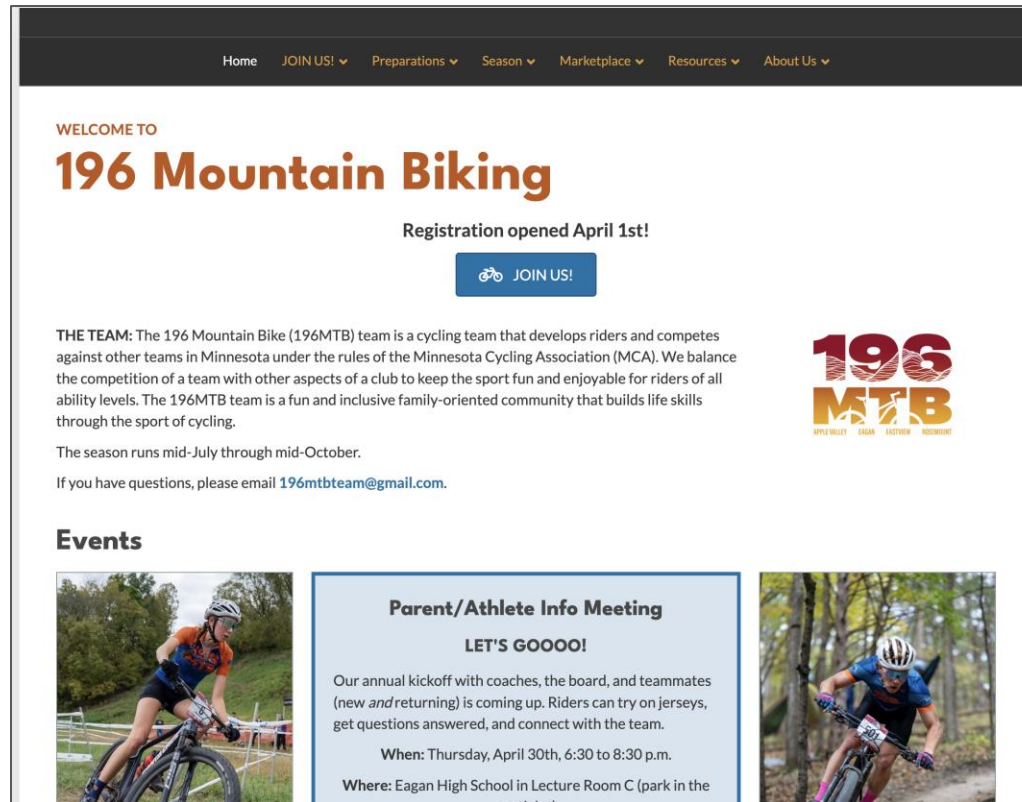 Home JOIN US! Preparations Season Marketplace Resources About Us
WELCOME TO
196 Mountain Biking
Registration opened April 1st!
JOIN US!
THE TEAM: The 196 Mountain Bike (196MTB) team is a cycling team that develops riders and competes
against other teams in Minnesota under the rules of the Minnesota Cycling Association (MCA). We balance
the competition of a team with other aspects of a club to keep the sport fun and enjoyable for riders of all
ability levels. The 196MTB team is a fun and inclusive family-oriented community that builds life skills
through the sport of cycling.
The season runs mid-July through mid-October.
If you have questions, please email 196mtbteam@gmail.com.
196
MTB
APPLE VALLEY EAGAN EASTVIEW ROSEMOUNT
Events
Parent/Athlete Info Meeting
LET'S GOOOO!
Our annual kickoff with coaches, the board, and teammates
(new and returning) is coming up. Riders can try on jerseys,
get questions answered, and connect with the team.
When: Thursday, April 30th, 6:30 to 8:30 p.m.
Where: Eagan High School in Lecture Room C (park in the
501